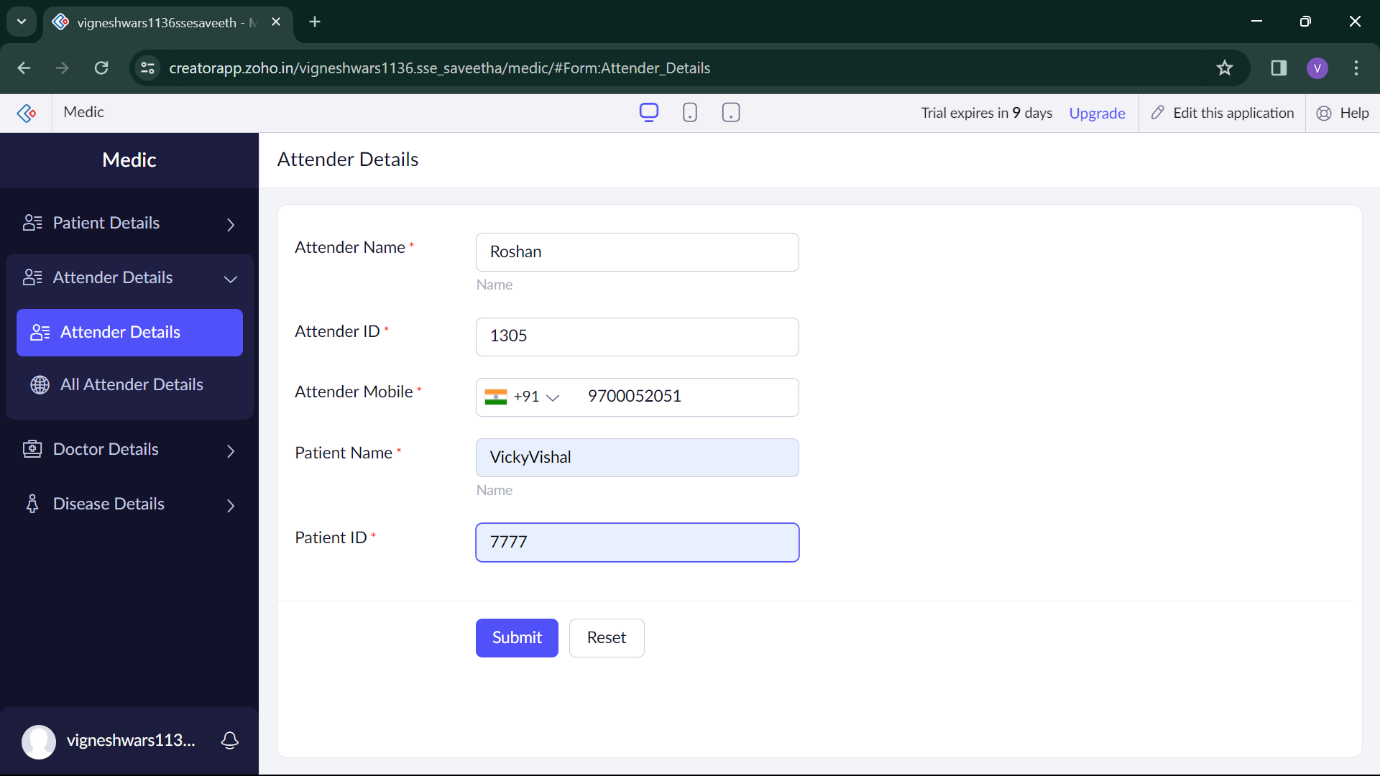 vigneshwars1136ssesaveeth - M
creatorapp.zoho.in/vigneshwars1136.sse_saveetha/medic/#Form:Attender_Details
V
Medic
Trial expires in 9 days
Upgrade
Edit this application
Help
Medic
Attender Details
Patient Details
Attender Details
Attender Details
All Attender Details
Doctor Details
Disease Details
Attender Name *
Roshan
Name
Attender ID *
1305
Attender Mobile *
+91
9700052051
Patient Name *
VickyVishal
Name
Patient ID *
7777
Submit
Reset
vigneshwars113...